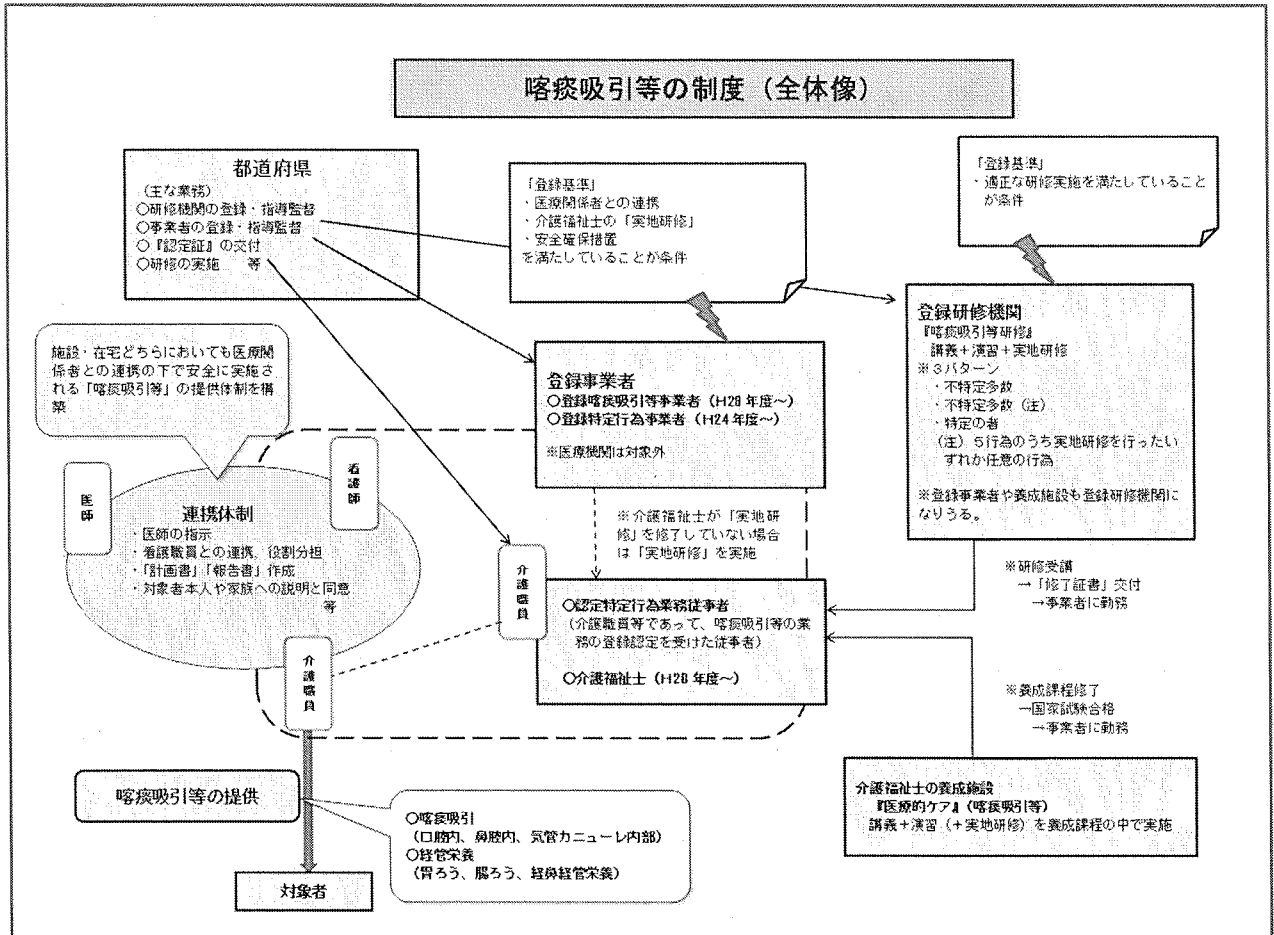 喀痰吸引等の制度（全体像）
都道府県
（主な業務）
○研修機関の登録・指導監督
○事業者の登録・指導監督
○『認定証』の交付
○研修の実施　等
「登録基準」
・医療関係者との連携
・介護福祉士の「実地研修」
・安全確保措置
を満たしていることが条件
「登録基準」
・適正な研修実施を満たしていること
が条件
施設・在宅どちらにおいても医療関
係者との連携の下で安全に実施さ
れる「喀痰吸引等」の提供体制を構
築
登録事業者
○登録喀痰吸引等事業者（H28 年度～）
○登録特定行為事業者（H24 年度～）
※医療機関は対象外
登録研修機関
『喀痰吸引等研修』
講義＋演習＋実地研修
※３パターン
・不特定多数
・不特定多数（注）
・特定の者
（注）５行為のうち実地研修を行ったい
ずれか任意の行為
※登録事業者や養成施設も登録研修機関に
なりうる。
医師
看護師
連携体制
・医師の指示
・看護職員との連携、役割分担
・「計画書」「報告書」作成
・対象者本人や家族への説明と同意
等
介護職員
※介護福祉士が「実地研
修」を修了していない場合
は「実地研修」を実施
介護職員
○認定特定行為業務従事者
（介護職員等であって、喀痰吸引等の業
務の登録認定を受けた従事者）
○介護福祉士（H28 年度～）
※研修受講
→「修了証書」交付
→事業者に勤務
※養成課程修了
→国家試験合格
→事業者に勤務
介護福祉士の養成施設
『医療的ケア』（喀痰吸引等）
講義＋演習（＋実地研修）を養成課程の中で実施
喀痰吸引等の提供
○喀痰吸引
（口腔内、鼻腔内、気管カニューレ内部）
○経管栄養
（胃ろう、腸ろう、経鼻経管栄養）
対象者